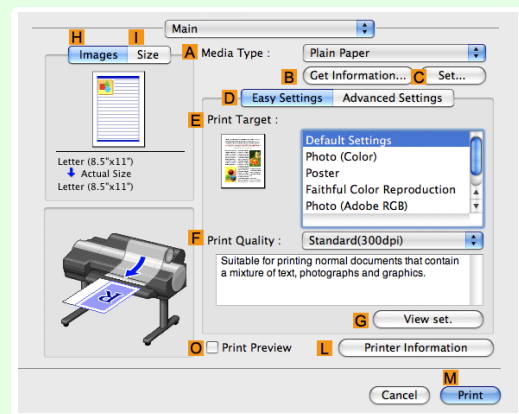 Main
H I
Images Size
A Media Type : Plain Paper
B Get Information... C Set...
D Easy Settings Advanced Settings
E Print Target :
Default Settings
Photo (Color)
Poster
Faithful Color Reproduction
Photo (Adobe RGB)
Letter (8.5"x11")
Actual Size
Letter (8.5"x11")
F Print Quality : Standard(300dpi)
Suitable for printing normal documents that contain
a mixture of text, photographs and graphics.
R
G View set.
O Print Preview L Printer Information
M
Cancel Print